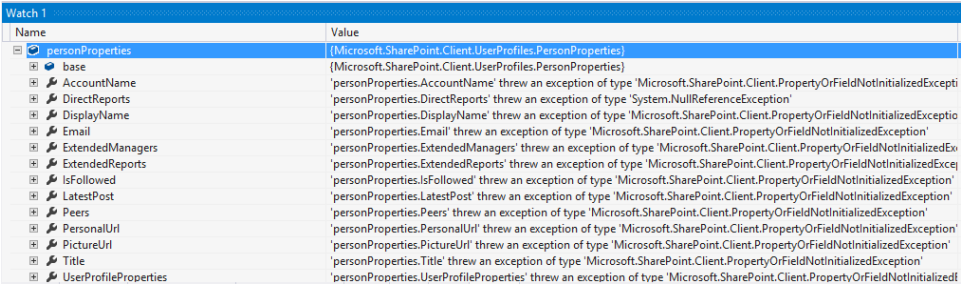 Watch 1
Name Value
personProperties {Microsoft.SharePoint.Client.UserProfiles.PersonProperties}
base {Microsoft.SharePoint.Client.UserProfiles.PersonProperties}
AccountName 'personProperties.AccountName' threw an exception of type 'Microsoft.SharePoint.Client.PropertyOrFieldNotInitializedExcepti
DirectReports 'personProperties.DirectReports' threw an exception of type 'System.NullReferenceException'
DisplayName 'personProperties.DisplayName' threw an exception of type 'Microsoft.SharePoint.Client.PropertyOrFieldNotInitializedExceptio
Email 'personProperties.Email' threw an exception of type 'Microsoft.SharePoint.Client.PropertyOrFieldNotInitializedException'
ExtendedManagers 'personProperties.ExtendedManagers' threw an exception of type 'Microsoft.SharePoint.Client.PropertyOrFieldNotInitializedEx
ExtendedReports 'personProperties.ExtendedReports' threw an exception of type 'Microsoft.SharePoint.Client.PropertyOrFieldNotInitializedExcep
IsFollowed 'personProperties.IsFollowed' threw an exception of type 'Microsoft.SharePoint.Client.PropertyOrFieldNotInitializedException'
LatestPost 'personProperties.LatestPost' threw an exception of type 'Microsoft.SharePoint.Client.PropertyOrFieldNotInitializedException'
Peers 'personProperties.Peers' threw an exception of type 'Microsoft.SharePoint.Client.PropertyOrFieldNotInitializedException'
PersonalUrl 'personProperties.PersonalUrl' threw an exception of type 'Microsoft.SharePoint.Client.PropertyOrFieldNotInitializedException'
PictureUrl 'personProperties.PictureUrl' threw an exception of type 'Microsoft.SharePoint.Client.PropertyOrFieldNotInitializedException'
Title 'personProperties.Title' threw an exception of type 'Microsoft.SharePoint.Client.PropertyOrFieldNotInitializedException'
UserProfileProperties 'personProperties.UserProfileProperties' threw an exception of type 'Microsoft.SharePoint.Client.PropertyOrFieldNotInitializedE